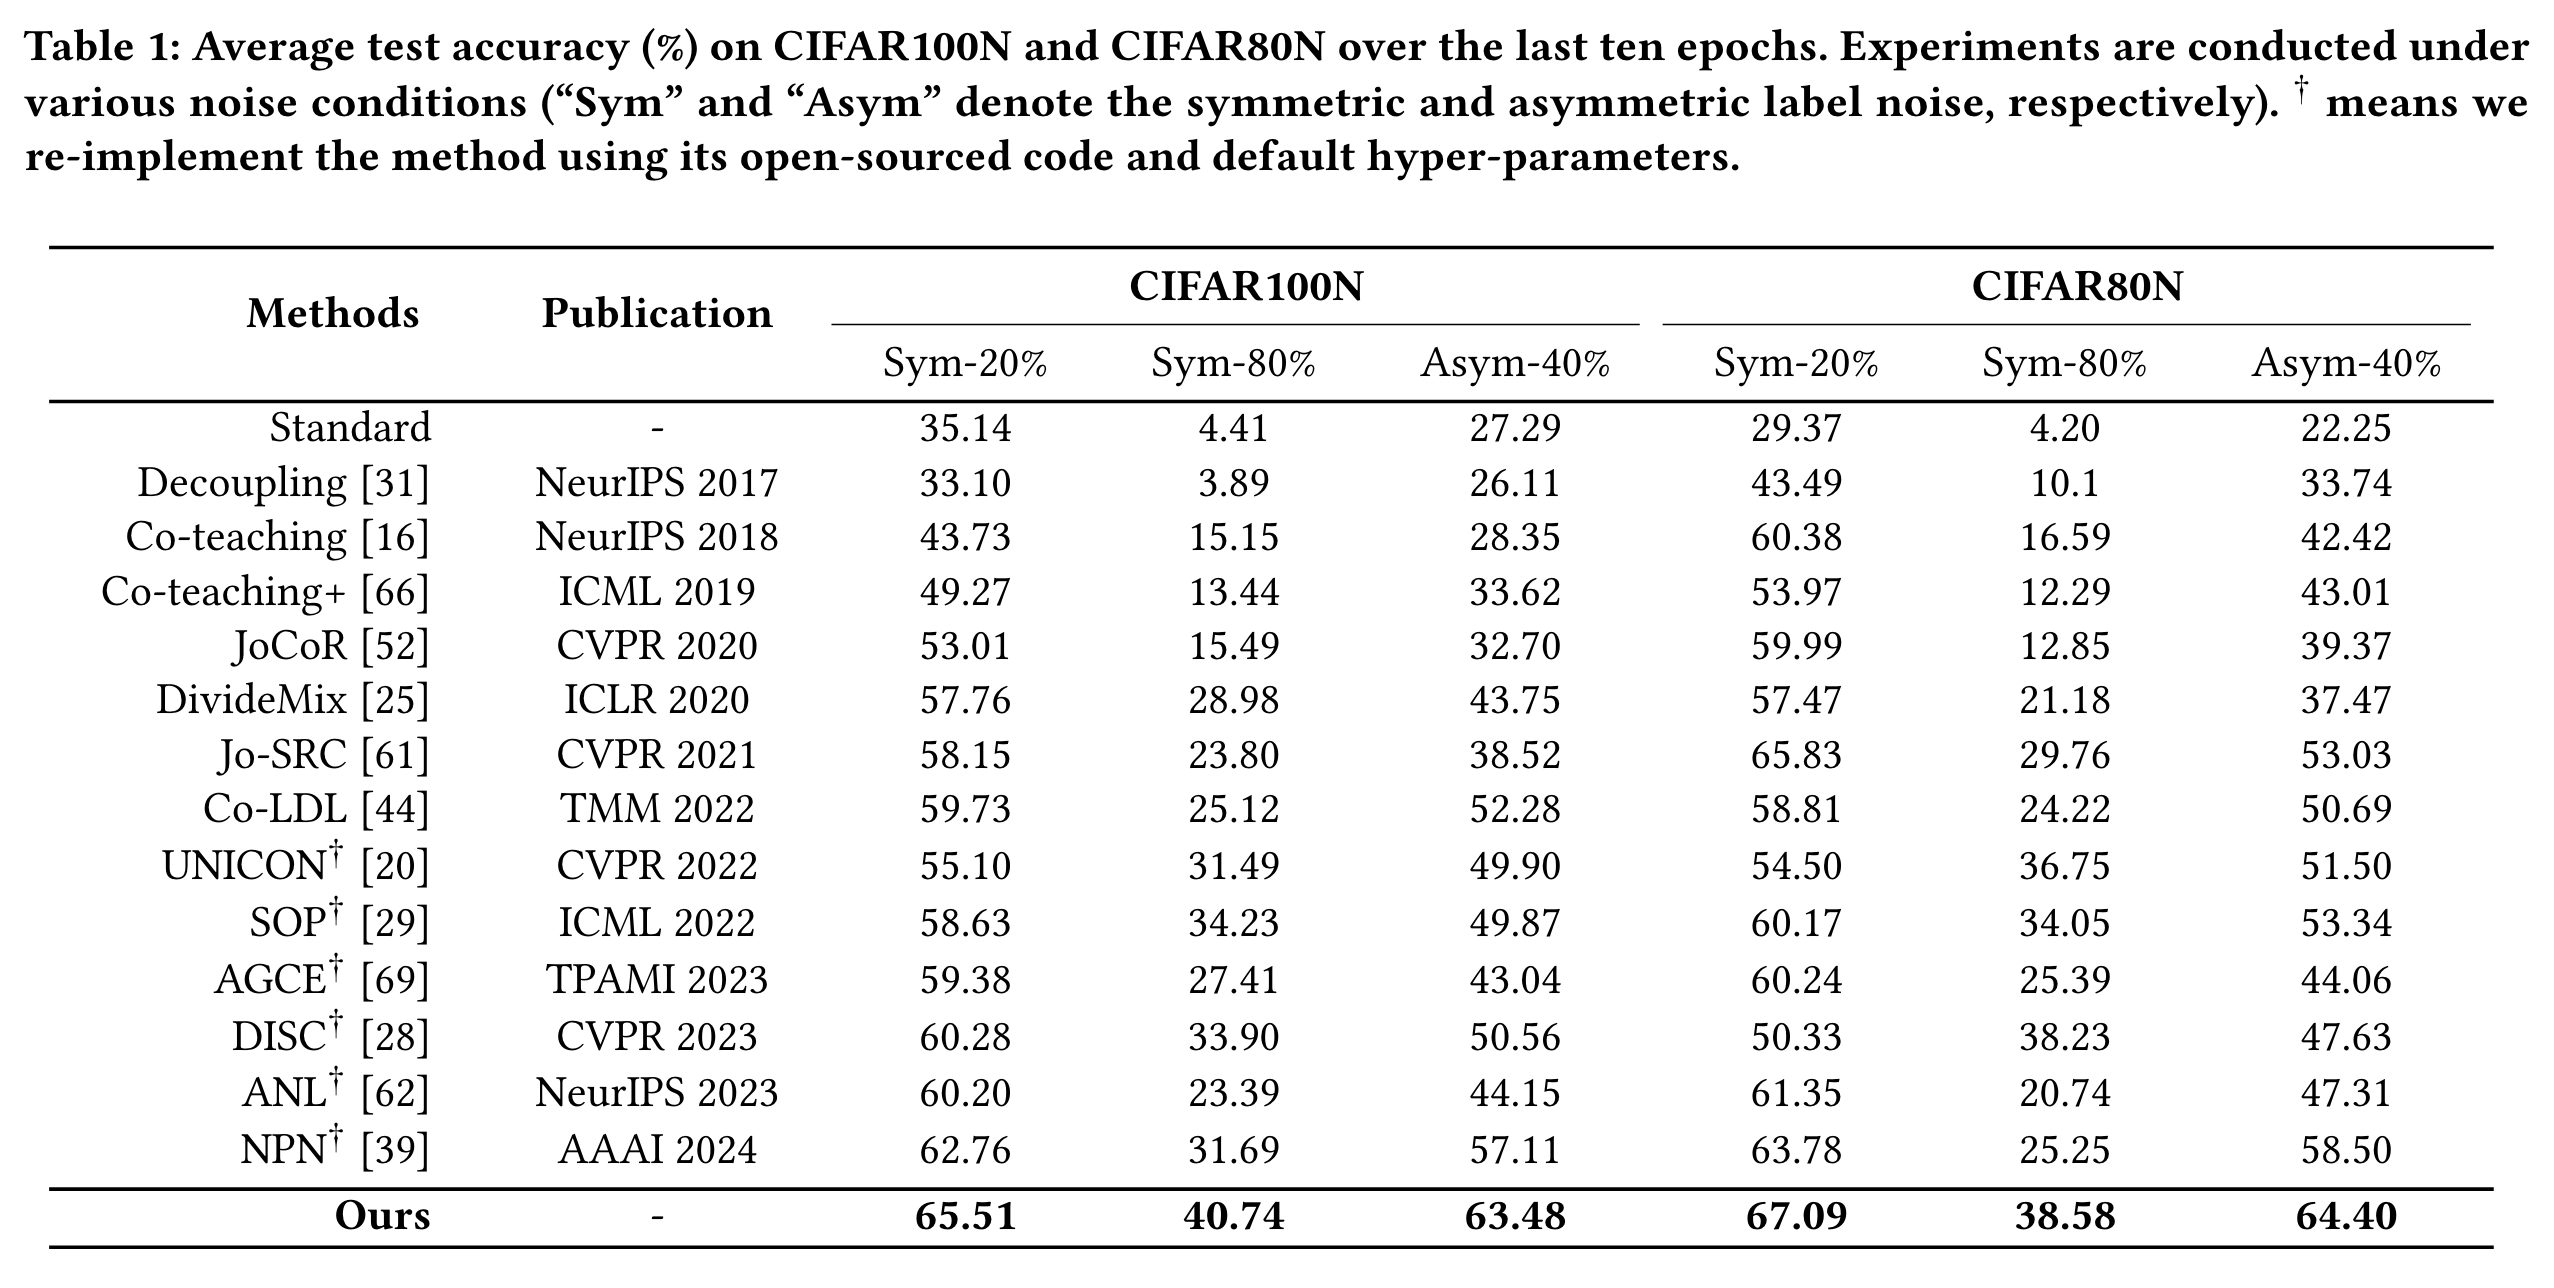 Table 1: Average test accuracy (%) on CIFAR100N and CIFAR80N over the last ten epochs. Experiments are conducted under
various noise conditions (“Sym” and “Asym” denote the symmetric and asymmetric label noise, respectively). † means we
re-implement the method using its open-sourced code and default hyper-parameters.
Methods Publication CIFAR100N CIFAR80N
Sym-20% Sym-80% Asym-40% Sym-20% Sym-80% Asym-40%
Standard - 35.14 4.41 27.29 29.37 4.20 22.25
Decoupling [31] NeurIPS 2017 33.10 3.89 26.11 43.49 10.1 33.74
Co-teaching [16] NeurIPS 2018 43.73 15.15 28.35 60.38 16.59 42.42
Co-teaching+ [66] ICML 2019 49.27 13.44 33.62 53.97 12.29 43.01
JoCoR [52] CVPR 2020 53.01 15.49 32.70 59.99 12.85 39.37
DivideMix [25] ICLR 2020 57.76 28.98 43.75 57.47 21.18 37.47
Jo-SRC [61] CVPR 2021 58.15 23.80 38.52 65.83 29.76 53.03
Co-LDL [44] TMM 2022 59.73 25.12 52.28 58.81 24.22 50.69
UNICON† [20] CVPR 2022 55.10 31.49 49.90 54.50 36.75 51.50
SOP† [29] ICML 2022 58.63 34.23 49.87 60.17 34.05 53.34
AGCE† [69] TPAMI 2023 59.38 27.41 43.04 60.24 25.39 44.06
DISC† [28] CVPR 2023 60.28 33.90 50.56 50.33 38.23 47.63
ANL† [62] NeurIPS 2023 60.20 23.39 44.15 61.35 20.74 47.31
NPN† [39] AAAI 2024 62.76 31.69 57.11 63.78 25.25 58.50
Ours - 65.51 40.74 63.48 67.09 38.58 64.40